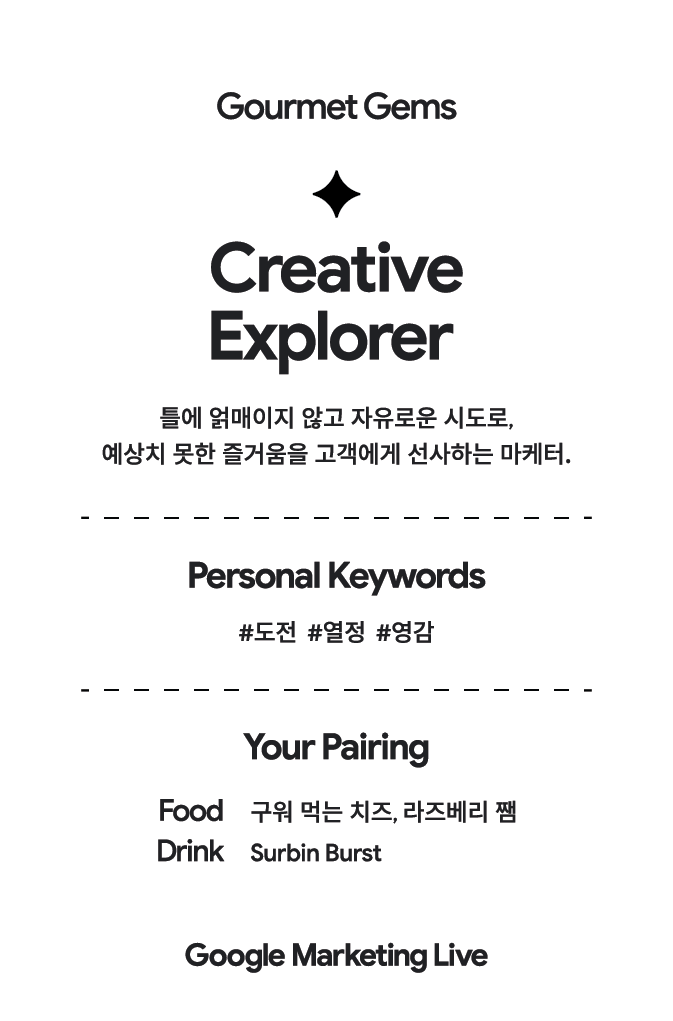 Gourmet Gems
Creative
Explorer
틀에 얽매이지 않고 자유로운 시도로,
예상치 못한 즐거움을 고객에게 선사하는 마케터.
Personal Keywords
#도전 #열정 #영감
Your Pairing
Food 구워 먹는 치즈, 라즈베리 쨈
Drink Surbin Burst
Google Marketing Live